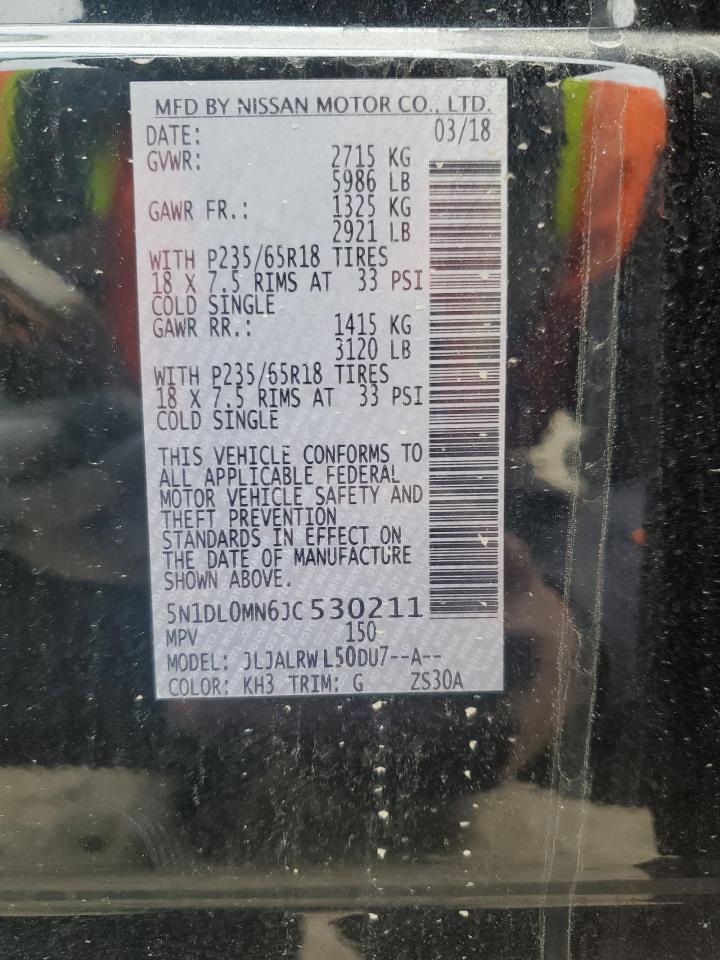 MFD BY NISSAN MOTOR CO., LTD.
DATE: 03/18
GVWR: 2715 KG
5986 LB
GAWR FR.: 1325 KG
2921 LB
WITH P235/65R18 TIRES
18 X 7.5 RIMS AT 33 PSI
COLD SINGLE
GAWR RR.: 1415 KG
3120 LB
WITH P235/65R18 TIRES
18 X 7.5 RIMS AT 33 PSI
COLD SINGLE
THIS VEHICLE CONFORMS TO
ALL APPLICABLE FEDERAL
MOTOR VEHICLE SAFETY AND
THEFT PREVENTION
STANDARDS IN EFFECT ON
THE DATE OF MANUFACTURE
SHOWN ABOVE.
5N1DL0MN6JC530211
MPV 150
MODEL: JLJALRWL50DU7--A--
COLOR: KH3 TRIM: G ZS30A